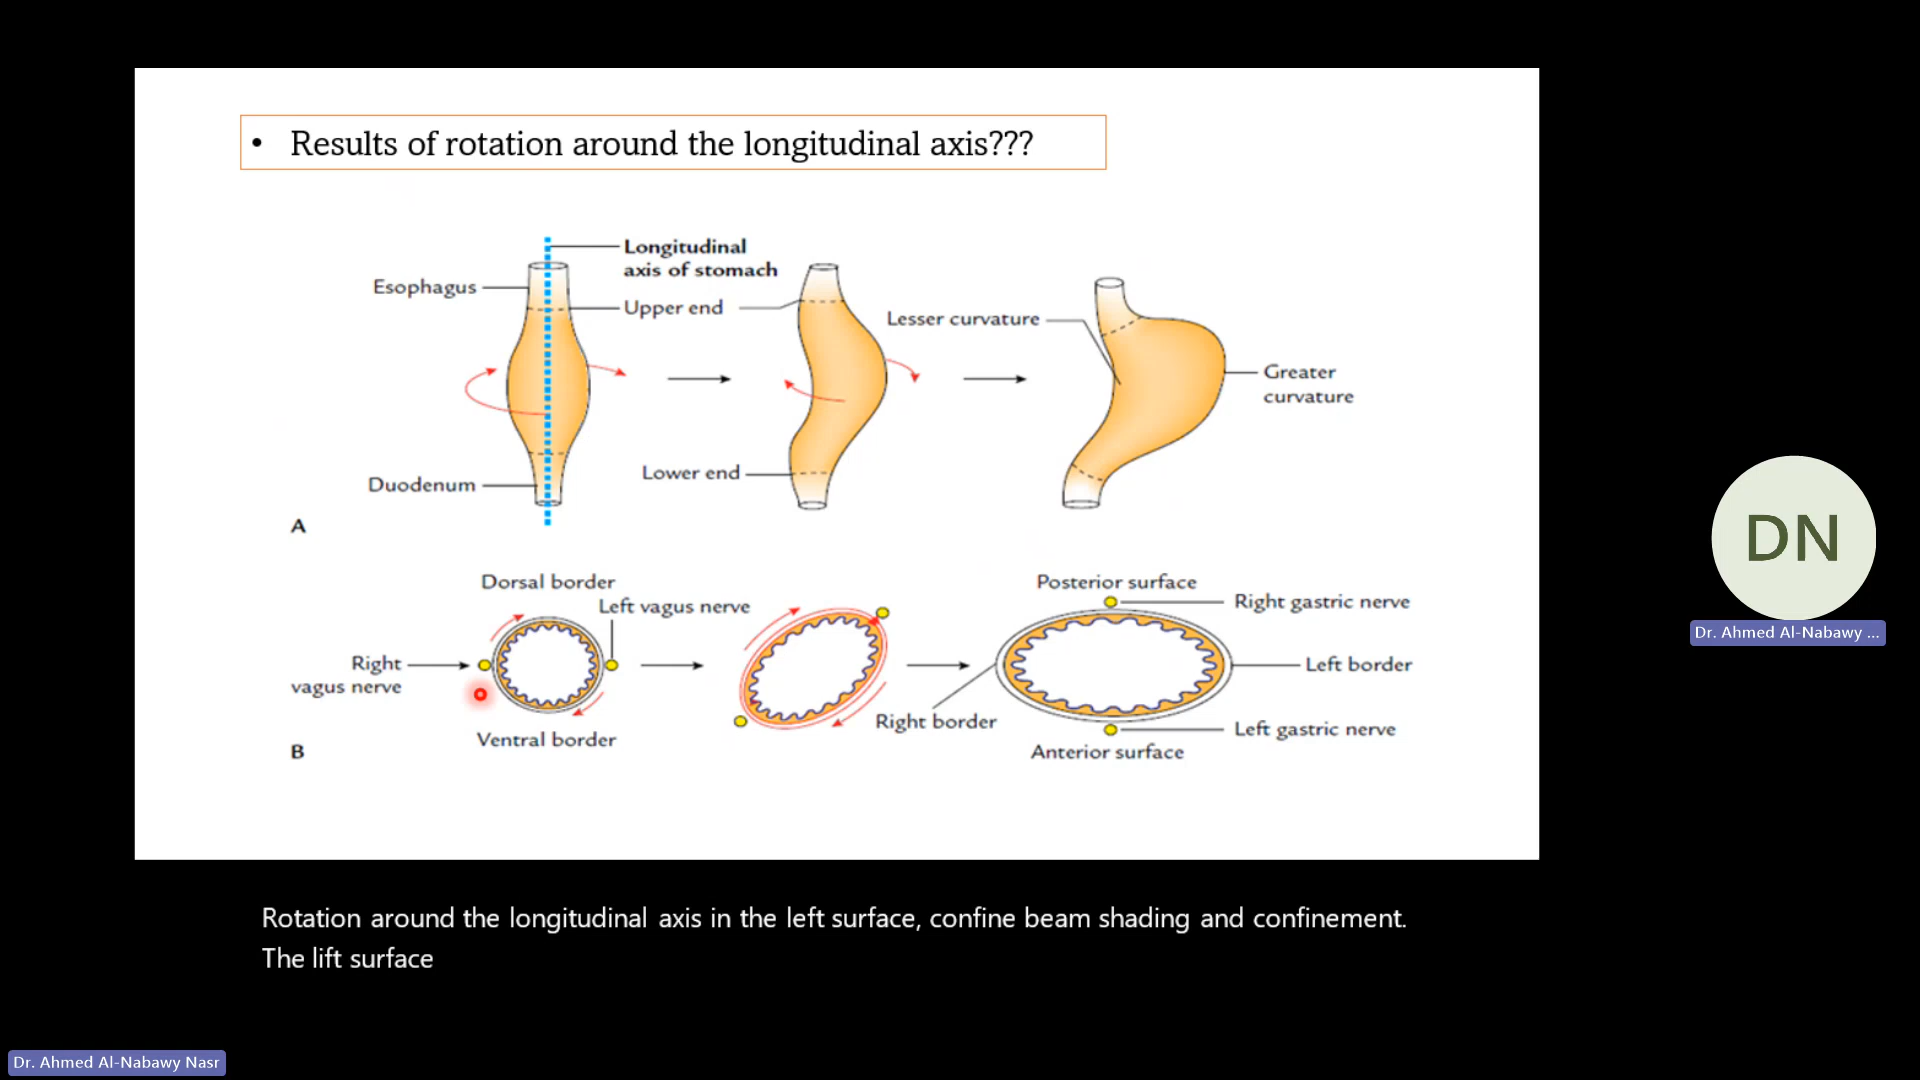 • Results of rotation around the longitudinal axis???
Longitudinal
axis of stomach
Esophagus
Upper end
Lesser curvature
Greater
curvature
Lower end
Duodenum
A
Dorsal border
Left vagus nerve
Right
vagus nerve
Ventral border
B
Posterior surface
Right gastric nerve
Left border
Right border
Left gastric nerve
Anterior surface
DN
Dr. Ahmed Al-Nabawy ...
Rotation around the longitudinal axis in the left surface, confine beam shading and confinement.
The lift surface
Dr. Ahmed Al-Nabawy Nasr